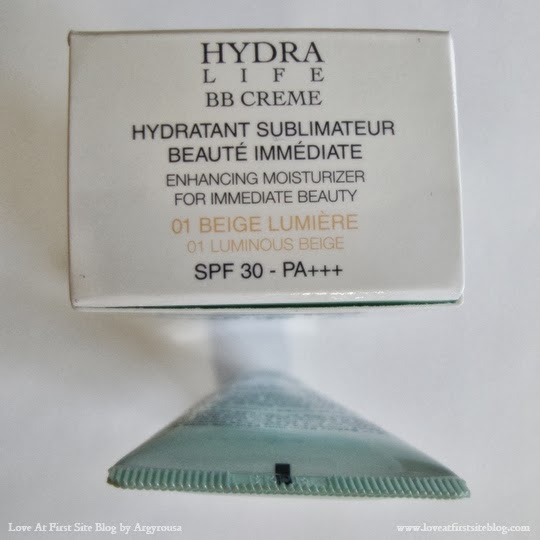 HYDRA
LIFE
BB CREME
HYDRATANT SUBLIMATEUR
BEAUTÉ IMMÉDIATE
ENHANCING MOISTURIZER
FOR IMMEDIATE BEAUTY
01 BEIGE LUMIÈRE
01 LUMINOUS BEIGE
SPF 30 - PA+++
Love At First Site Blog by Argyrousa
www.loveatfirstsiteblog.com